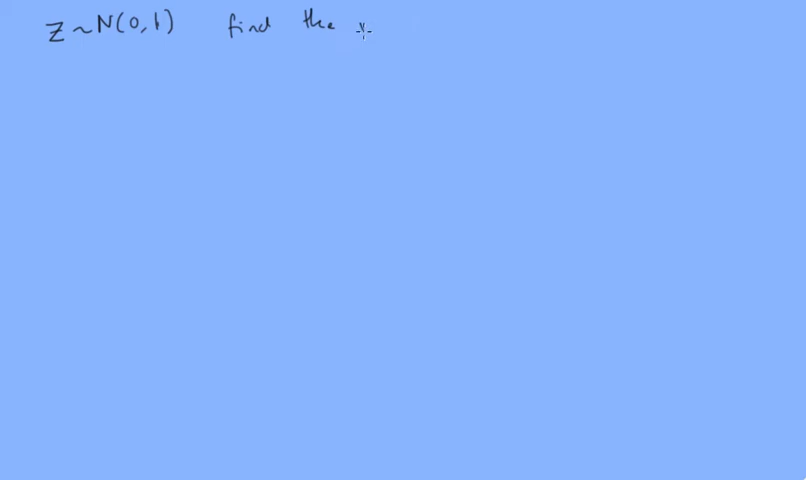 Z ~ N(0,1) find the